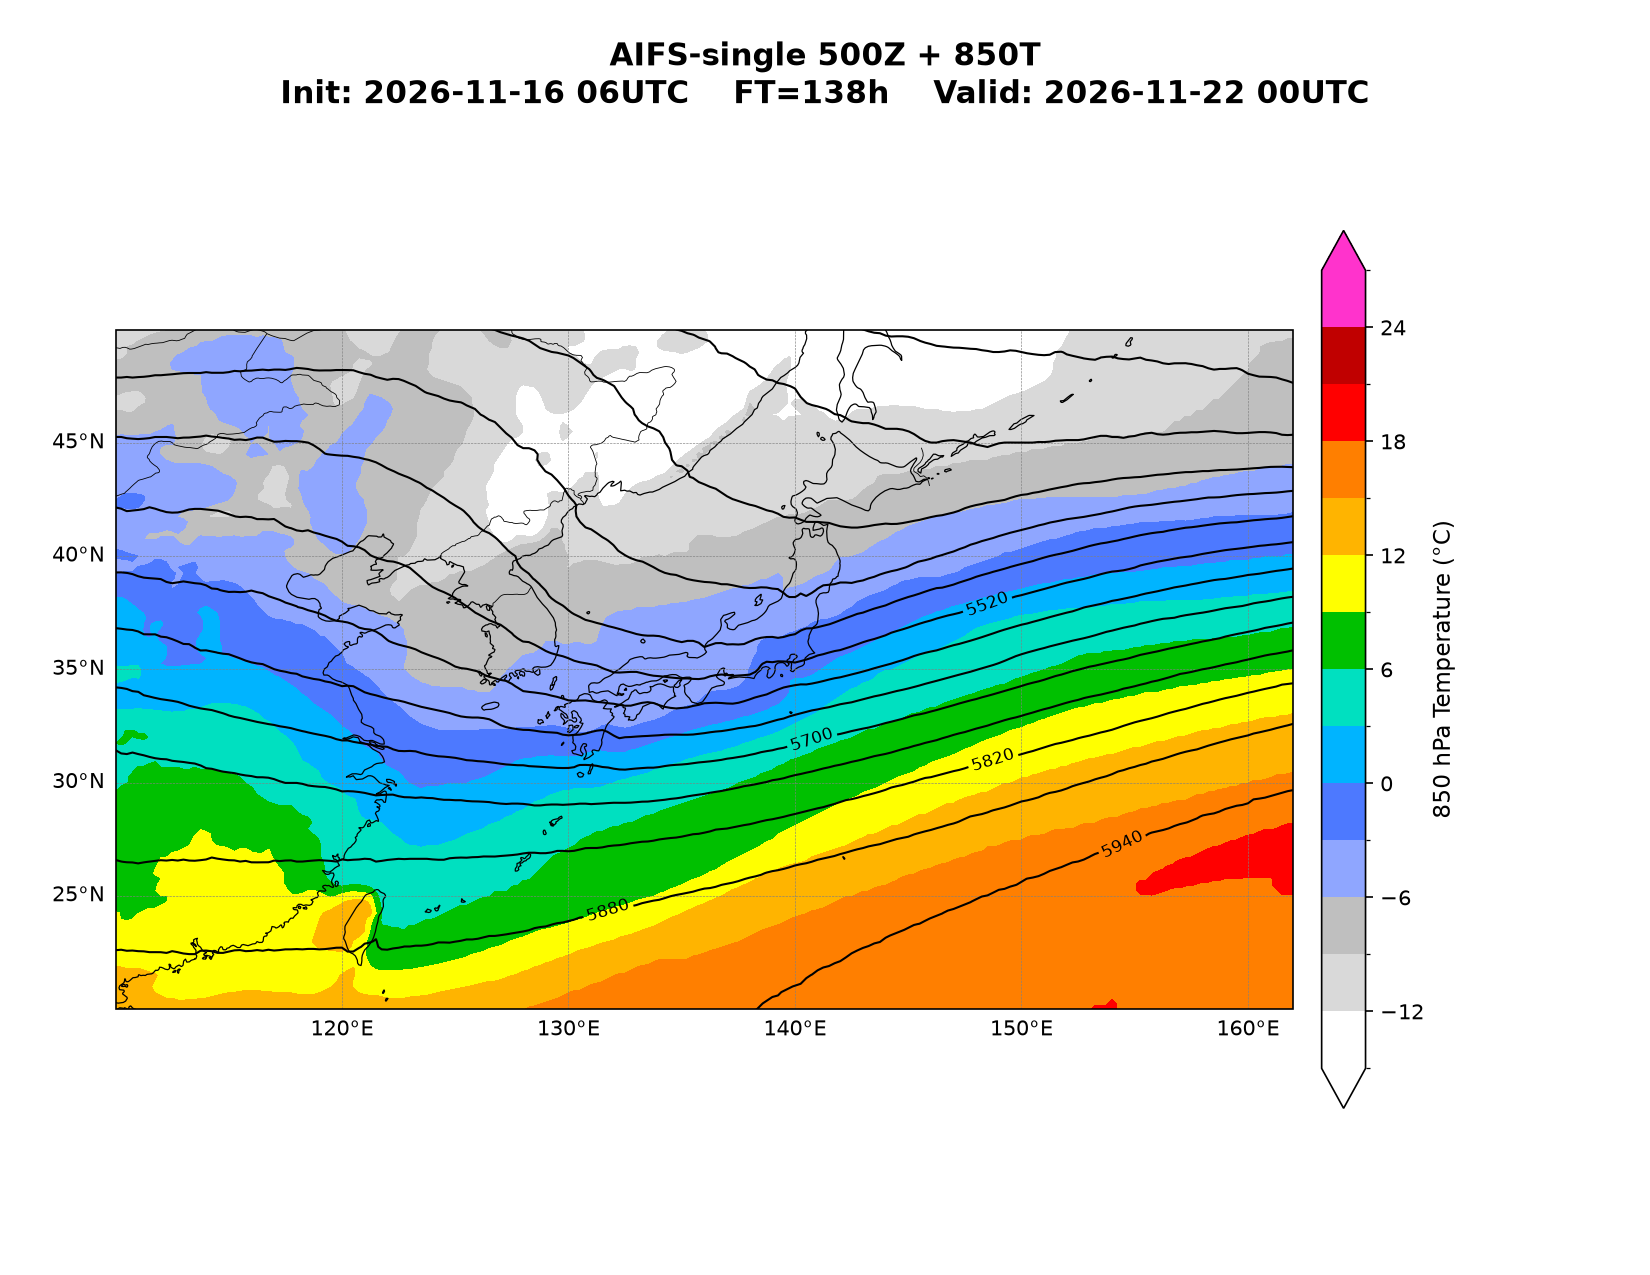 AIFS-single 500Z + 850T
Init: 2026-11-16 06UTC    FT=138h    Valid: 2026-11-22 00UTC
24
45°N
18
40°N
12
5520
35°N
6
5700
5820
30°N
0
5940
25°N
5880
−6
−12
850 hPa Temperature (°C)
120°E
130°E
140°E
150°E
160°E